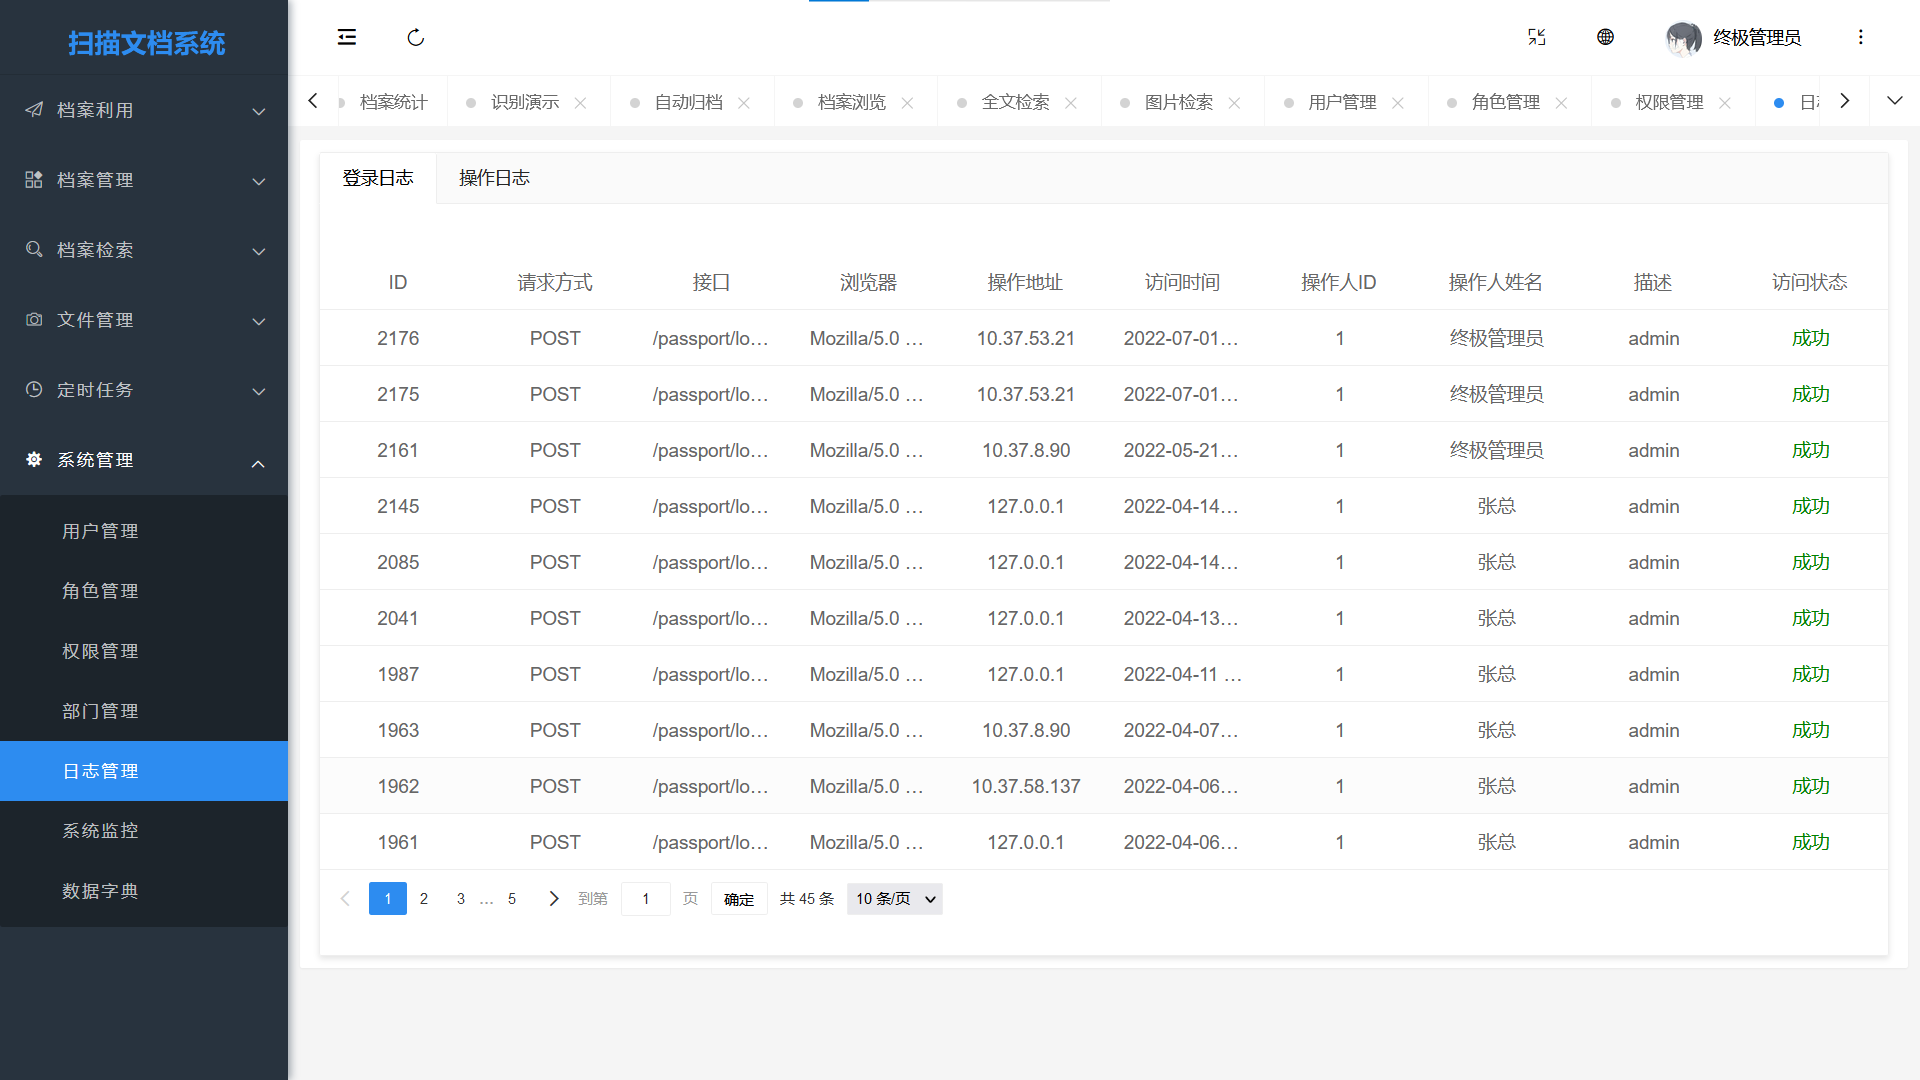 扫描文档系统
档案利用
档案管理
档案检索
文件管理
定时任务
系统管理
用户管理
角色管理
权限管理
部门管理
日志管理
系统监控
数据字典
终极管理员
档案统计 识别演示 自动归档 档案浏览 全文检索 图片检索 用户管理 角色管理 权限管理 日志
登录日志 操作日志
ID 请求方式 接口 浏览器 操作地址 访问时间 操作人ID 操作人姓名 描述 访问状态
2176 POST /passport/lo... Mozilla/5.0 ... 10.37.53.21 2022-07-01... 1 终极管理员 admin 成功
2175 POST /passport/lo... Mozilla/5.0 ... 10.37.53.21 2022-07-01... 1 终极管理员 admin 成功
2161 POST /passport/lo... Mozilla/5.0 ... 10.37.8.90 2022-05-21... 1 终极管理员 admin 成功
2145 POST /passport/lo... Mozilla/5.0 ... 127.0.0.1 2022-04-14... 1 张总 admin 成功
2085 POST /passport/lo... Mozilla/5.0 ... 127.0.0.1 2022-04-14... 1 张总 admin 成功
2041 POST /passport/lo... Mozilla/5.0 ... 127.0.0.1 2022-04-13... 1 张总 admin 成功
1987 POST /passport/lo... Mozilla/5.0 ... 127.0.0.1 2022-04-11 ... 1 张总 admin 成功
1963 POST /passport/lo... Mozilla/5.0 ... 10.37.8.90 2022-04-07... 1 张总 admin 成功
1962 POST /passport/lo... Mozilla/5.0 ... 10.37.58.137 2022-04-06... 1 张总 admin 成功
1961 POST /passport/lo... Mozilla/5.0 ... 127.0.0.1 2022-04-06... 1 张总 admin 成功
1 2 3 ... 5 到第 1 页 确定 共 45 条 10 条/页